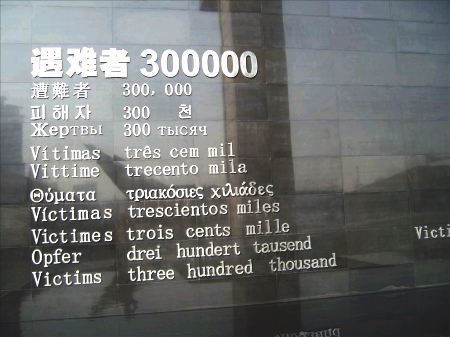 遇难者 300000
遭難者 300,000
피해자 300 천
Жертвы 300 тысяч
Vítimas três cem mil
Vittime trecento mila
Θύματα τριακόσιες χιλιάδες
Víctimas trescientos miles
Victimes trois cents mille
Opfer drei hundert tausend
Victims three hundred thousand
Victi